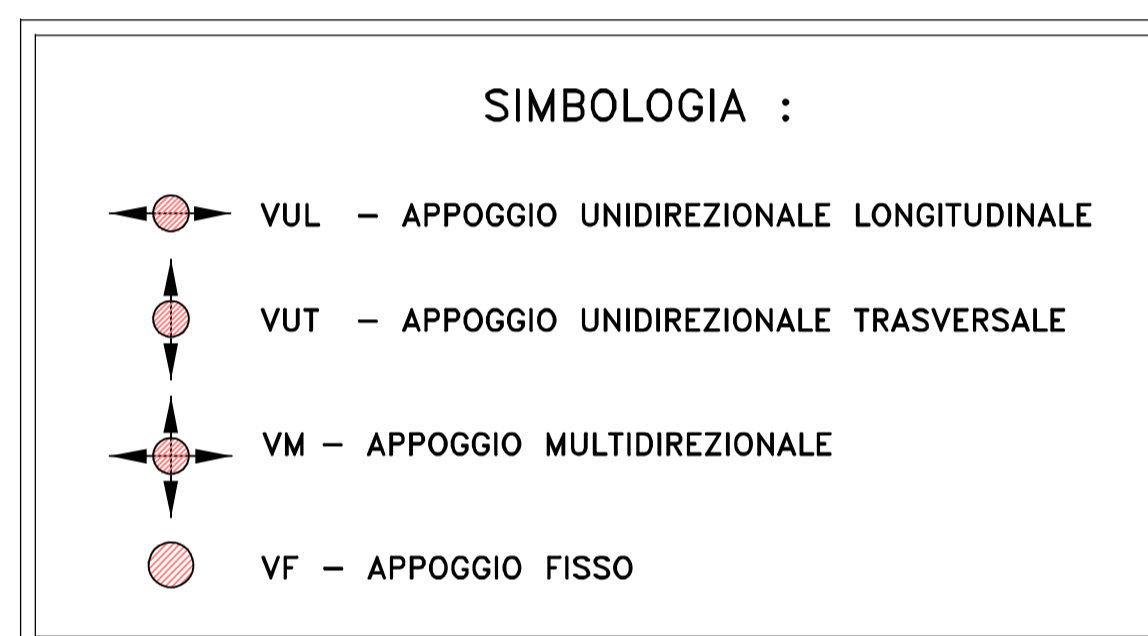 SIMBOLOGIA :
VUL – APPOGGIO UNIDIREZIONALE LONGITUDINALE
VUT – APPOGGIO UNIDIREZIONALE TRASVERSALE
VM – APPOGGIO MULTIDIREZIONALE
VF – APPOGGIO FISSO